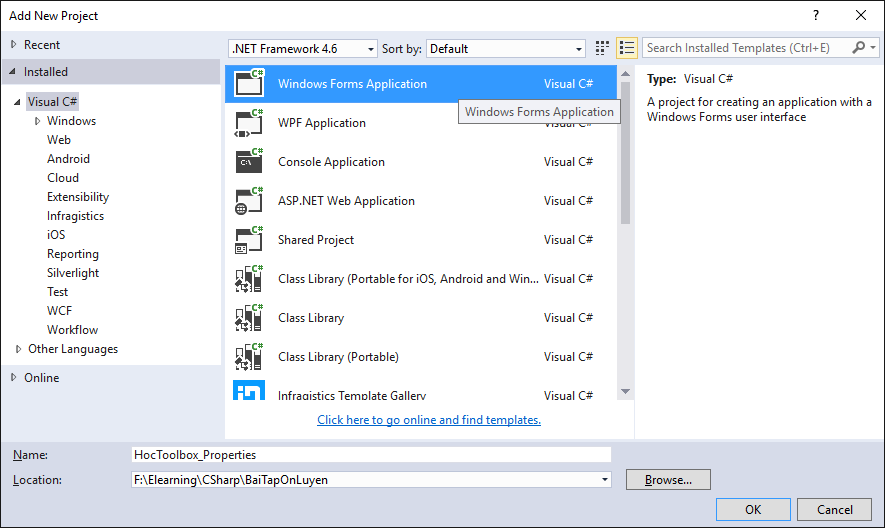 Add New Project
?
Recent
.NET Framework 4.6
Sort by:
Default
Search Installed Templates (Ctrl+E)
Installed
Visual C#
Windows
Web
Android
Cloud
Extensibility
Infragistics
iOS
Reporting
Silverlight
Test
WCF
Workflow
Other Languages
Online
Windows Forms Application Visual C#
Windows Forms Application
WPF Application
Console Application Visual C#
ASP.NET Web Application Visual C#
Shared Project Visual C#
Class Library (Portable for iOS, Android and Win... Visual C#
Class Library Visual C#
Class Library (Portable) Visual C#
Infragistics Template Gallery Visual C#
Click here to go online and find templates.
Type: Visual C#
A project for creating an application with a
Windows Forms user interface
Name: HocToolbox_Properties
Location: F:\Elearning\CSharp\BaiTapOnLuyen
Browse...
OK
Cancel